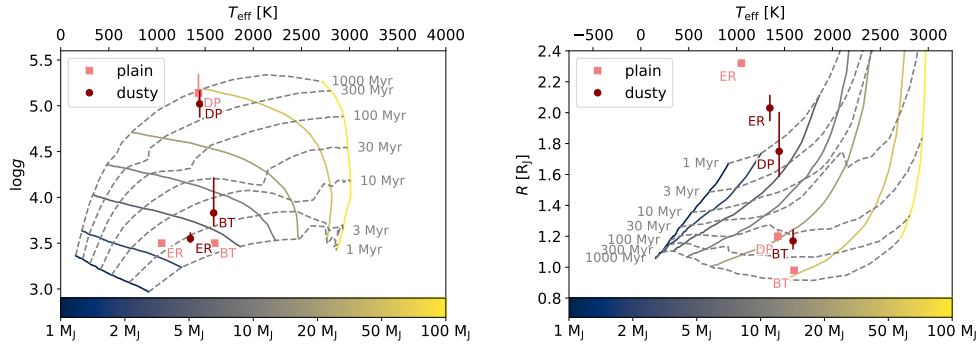 T_eff [K]
0 500 1000 1500 2000 2500 3000 3500 4000
plain
dusty
logg
5.5
5.0
4.5
4.0
3.5
3.0
1000 Myr
300 Myr
100 Myr
30 Myr
10 Myr
3 Myr
1 Myr
DP
DP
BT
ER
ER
BT
1 M_J 2 M_J 5 M_J 10 M_J 20 M_J 50 M_J 100 M_J
T_eff [K]
−500 0 500 1000 1500 2000 2500 3000
plain
dusty
R [R_J]
2.4
2.2
2.0
1.8
1.6
1.4
1.2
1.0
0.8
ER
ER
DP
1 Myr
3 Myr
10 Myr
30 Myr
100 Myr
300 Myr
1000 Myr
DP
BT
BT
1 M_J 2 M_J 5 M_J 10 M_J 20 M_J 50 M_J 100 M_J